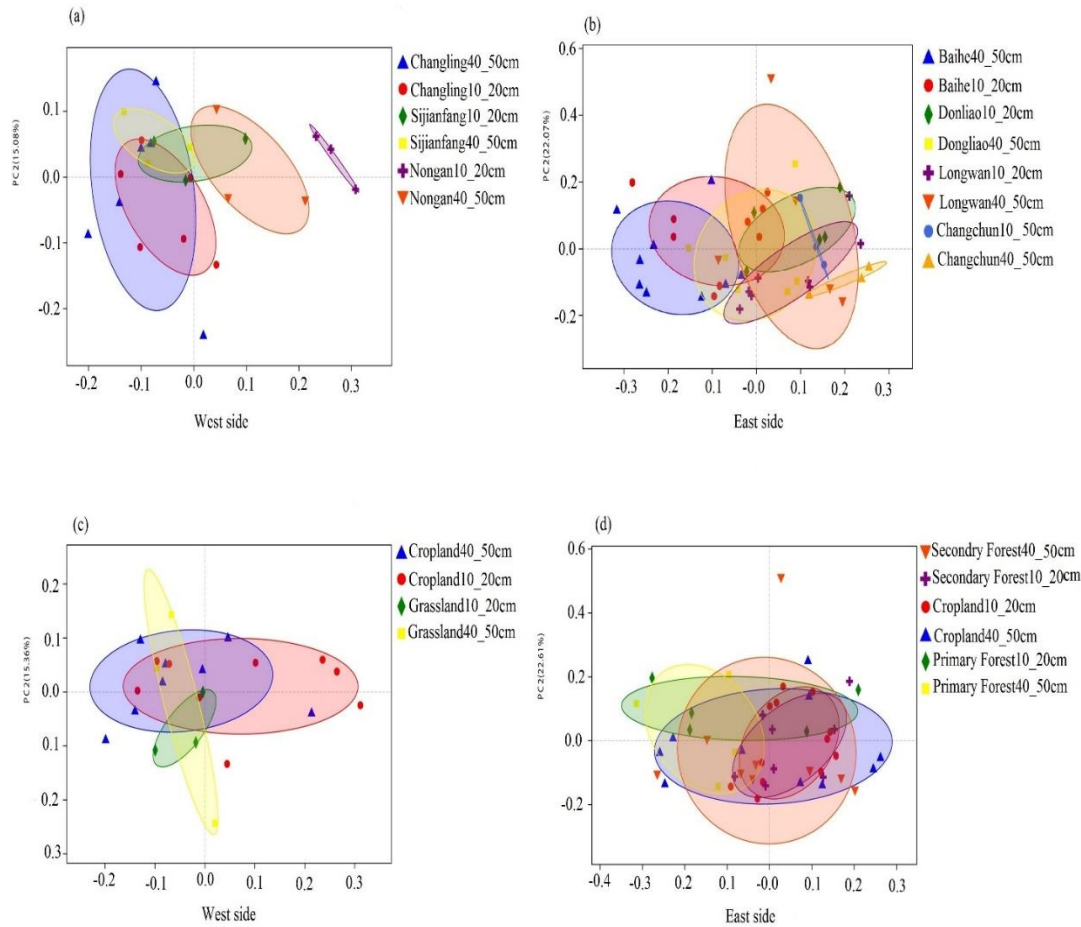 (a)
PC 2(15.08%)
0.1
0.0
-0.1
-0.2
-0.2
-0.1
0.0
0.1
0.2
0.3
West side
Changling40_50cm
Changling10_20cm
Sijianfang10_20cm
Sijianfang40_50cm
Nongan10_20cm
Nongan40_50cm
(b)
PC 2(22.07%)
0.6
0.4
0.2
0.0
-0.2
-0.3
0.2
0.1
-0.0
0.1
0.2
0.3
East side
Baihe40_50cm
Baihe10_20cm
Donliao10_20cm
Dongliao40_50cm
Longwan10_20cm
Longwan40_50cm
Changchun10_50cm
Changchun40_50cm
(c)
PC2(15.36%)
0.2
0.1
0.0
0.1
0.2
0.3
-0.2
-0.1
0.0
0.1
0.2
0.3
West side
Cropland40_50cm
Cropland10_20cm
Grassland10_20cm
Grassland40_50cm
(d)
PC2(22.61%)
0.6
0.4
0.2
0.0
-0.2
-0.4
-0.3
0.2
0.1
-0.0
0.1
0.2
0.3
East side
Secondry Forest40_50cm
Secondary Forest10_20cm
Cropland10_20cm
Cropland40_50cm
Primary Forest10_20cm
Primary Forest40_50cm